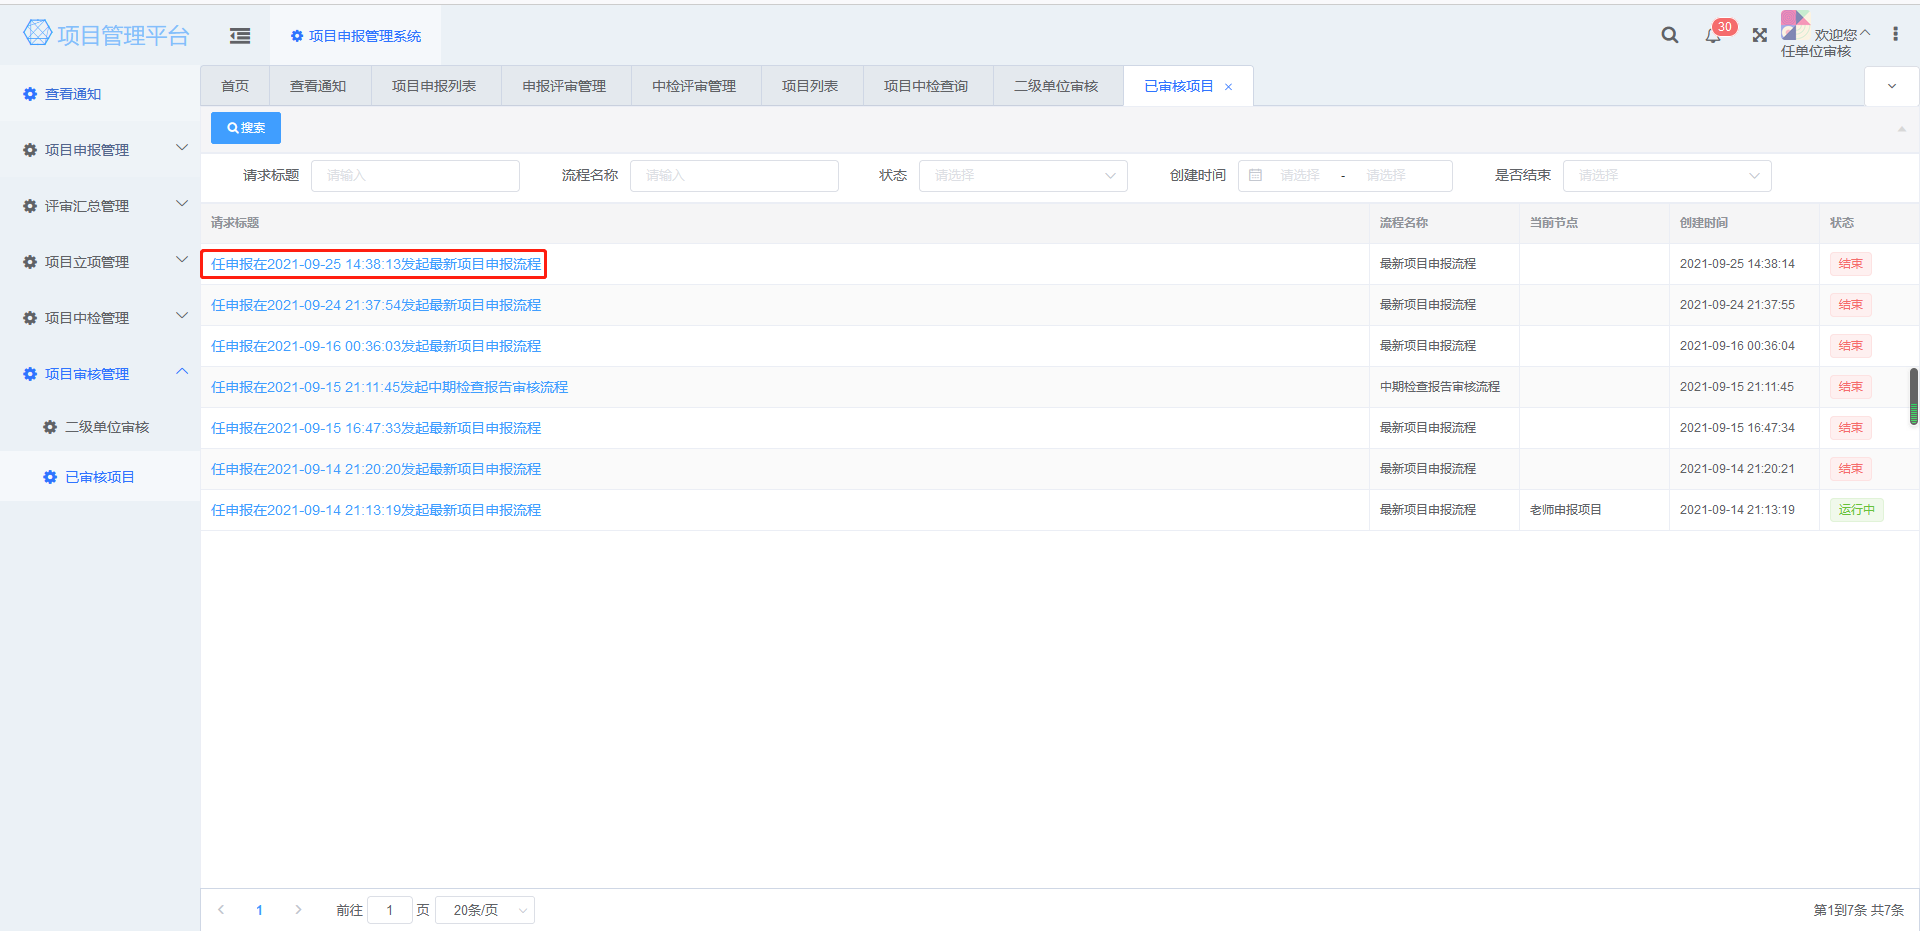 项目管理平台
项目申报管理系统
30
欢迎您
任单位审核
查看通知
项目申报管理
评审汇总管理
项目立项管理
项目中检管理
项目审核管理
二级单位审核
已审核项目
首页 查看通知 项目申报列表 申报评审管理 中检评审管理 项目列表 项目中检查询 二级单位审核 已审核项目
搜索
请求标题 请输入 流程名称 请输入 状态 请选择 创建时间 请选择 - 请选择 是否结束 请选择
请求标题 流程名称 当前节点 创建时间 状态
任申报在2021-09-25 14:38:13发起最新项目申报流程 最新项目申报流程 2021-09-25 14:38:14 结束
任申报在2021-09-24 21:37:54发起最新项目申报流程 最新项目申报流程 2021-09-24 21:37:55 结束
任申报在2021-09-16 00:36:03发起最新项目申报流程 最新项目申报流程 2021-09-16 00:36:04 结束
任申报在2021-09-15 21:11:45发起中期检查报告审核流程 中期检查报告审核流程 2021-09-15 21:11:45 结束
任申报在2021-09-15 16:47:33发起最新项目申报流程 最新项目申报流程 2021-09-15 16:47:34 结束
任申报在2021-09-14 21:20:20发起最新项目申报流程 最新项目申报流程 2021-09-14 21:20:21 结束
任申报在2021-09-14 21:13:19发起最新项目申报流程 最新项目申报流程 老师申报项目 2021-09-14 21:13:19 运行中
1 前往 1 页 20条/页 第1到7条 共7条